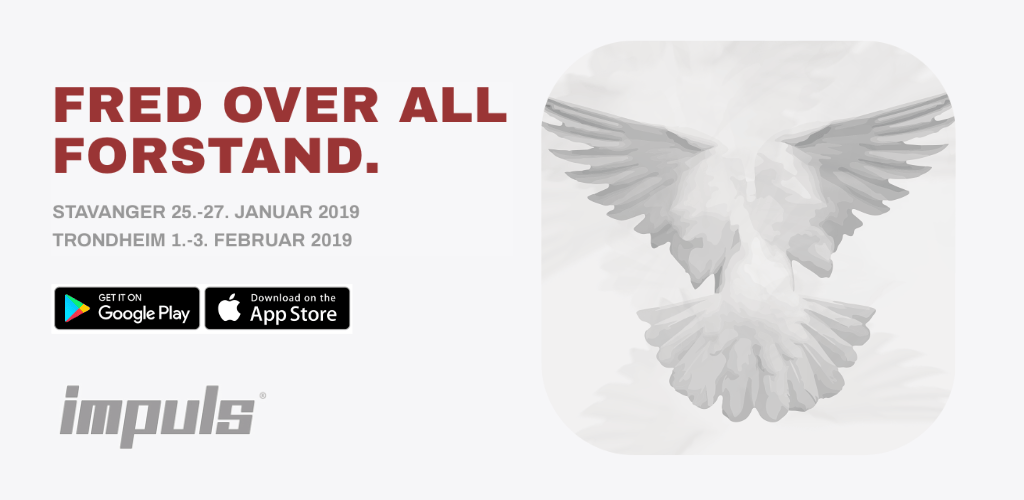 FRED OVER ALL
FORSTAND.
STAVANGER 25.-27. JANUAR 2019
TRONDHEIM 1.-3. FEBRUAR 2019
GET IT ON
Google Play
Download on the
App Store
impuls®